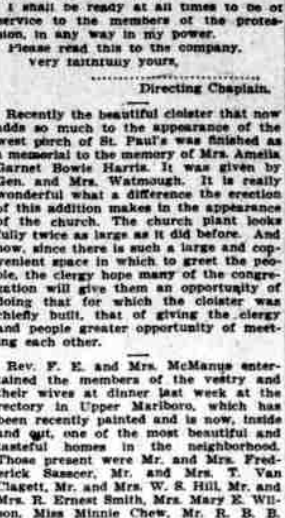 I shall be ready at all times to be of
service to the members of the profes-
sion, in any way in my power.
Please read this to the company.
Very faithfully yours,
........................
Directing Chaplain.
Recently the beautiful cloister that now
adds so much to the appearance of the
west porch of St. Paul's was finished as
a memorial to the memory of Mrs. Amelia
Garnet Bowie Harris. It was given by
Gen. and Mrs. Watmough. It is really
wonderful what a difference the erection
of this addition makes in the appearance
of the church. The church plant looks
fully twice as large as it did before. And
now, since there is such a large and con-
venient space in which to greet the peo-
ple, the clergy hope many of the congre-
gation will give them an opportunity of
doing that for which the cloister was
chiefly built, that of giving the clergy
and people greater opportunity of meet-
ing each other.
Rev. F. E. and Mrs. McManus enter-
tained the members of the vestry and
their wives at dinner last week at the
rectory in Upper Marlboro, which has
been recently painted and is now, inside
and out, one of the most beautiful and
tasteful homes in the neighborhood.
Those present were Mr. and Mrs. Fred-
erick Sasscer, Mr. and Mrs. T. Van
Clagett, Mr. and Mrs. W. S. Hill, Mr. and
Mrs. R. Ernest Smith, Mrs. Mary E. Wil-
son, Miss Minnie Chew, Mr. R. B. B.